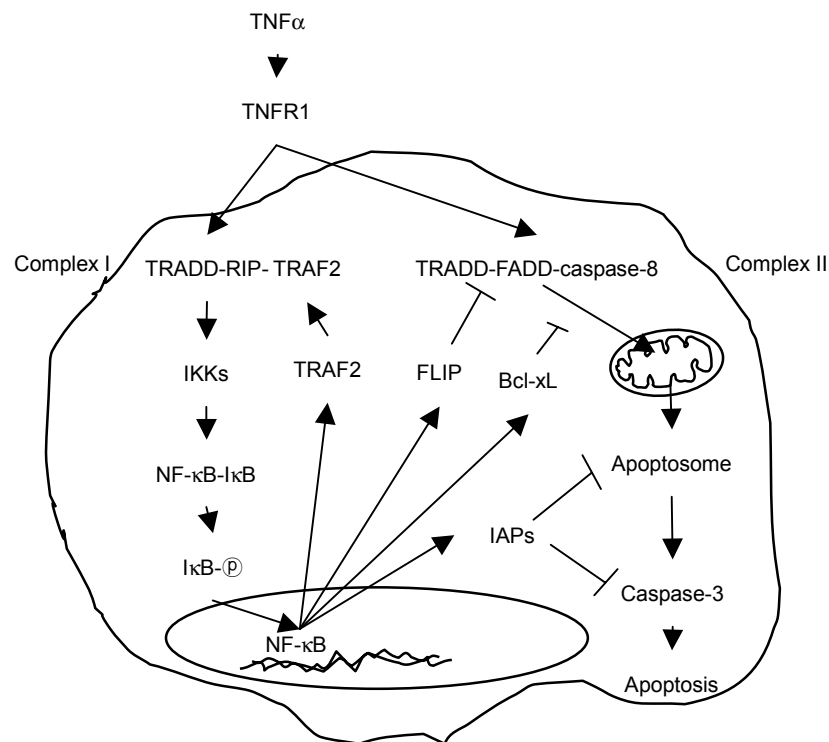 TNFα
TNFR1
Complex I
TRADD-RIP- TRAF2
TRADD-FADD-caspase-8
Complex II
IKKs
TRAF2
FLIP
Bcl-xL
NF-κB-IκB
Apoptosome
IκB-ⓟ
IAPs
Caspase-3
NF-κB
Apoptosis